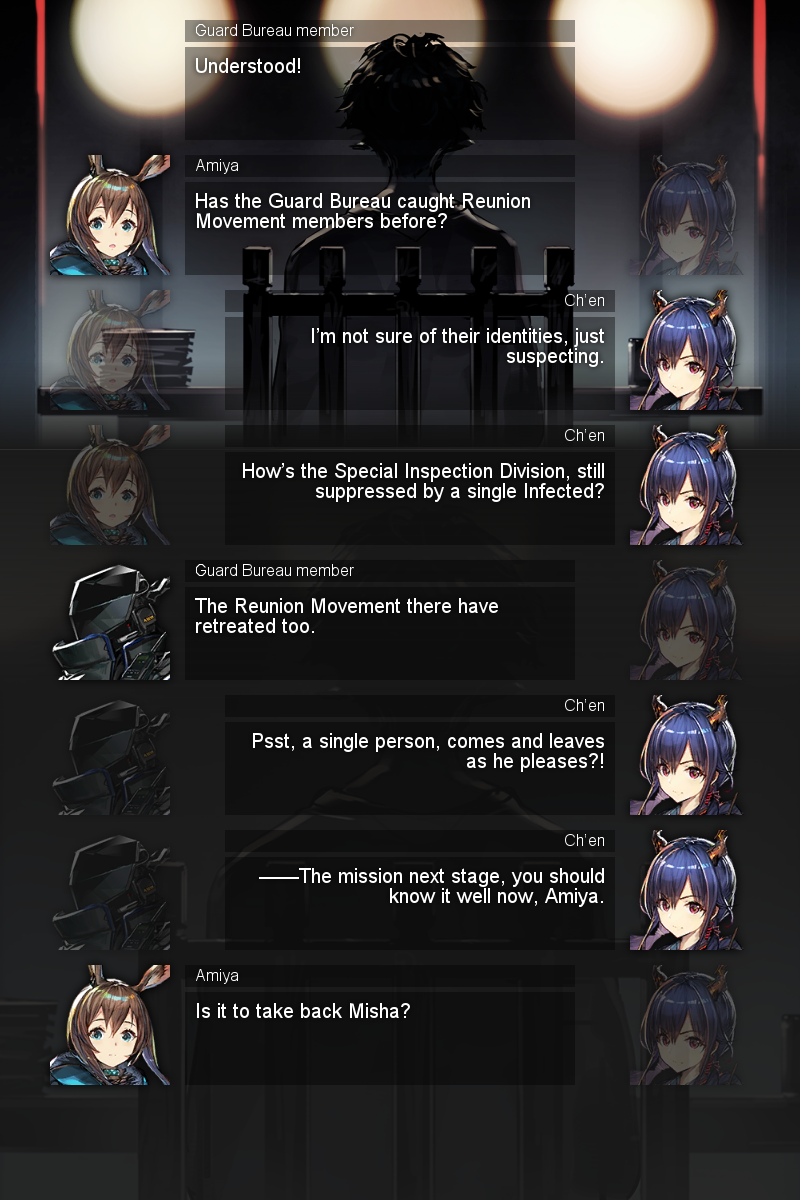 Guard Bureau member
Understood!
Amiya
Has the Guard Bureau caught Reunion
Movement members before?
Ch'en
I'm not sure of their identities, just
suspecting.
Ch'en
How's the Special Inspection Division, still
suppressed by a single Infected?
Guard Bureau member
The Reunion Movement there have
retreated too.
Ch'en
Psst, a single person, comes and leaves
as he pleases?!
Ch'en
——The mission next stage, you should
know it well now, Amiya.
Amiya
Is it to take back Misha?